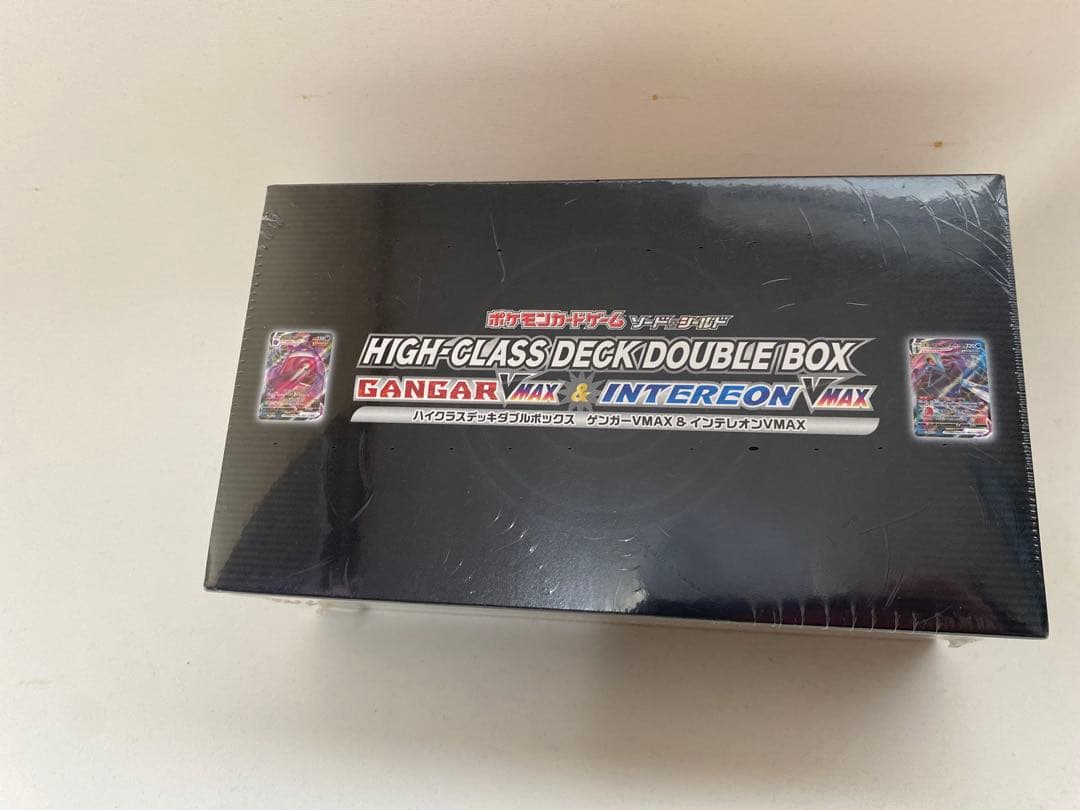 ポケモンカードゲーム ソード&シールド
HIGH-CLASS DECK DOUBLE BOX
GANGAR VMAX & INTEREON VMAX
ハイクラスデッキダブルボックス ゲンガーVMAX & インテレオンVMAX
320
320